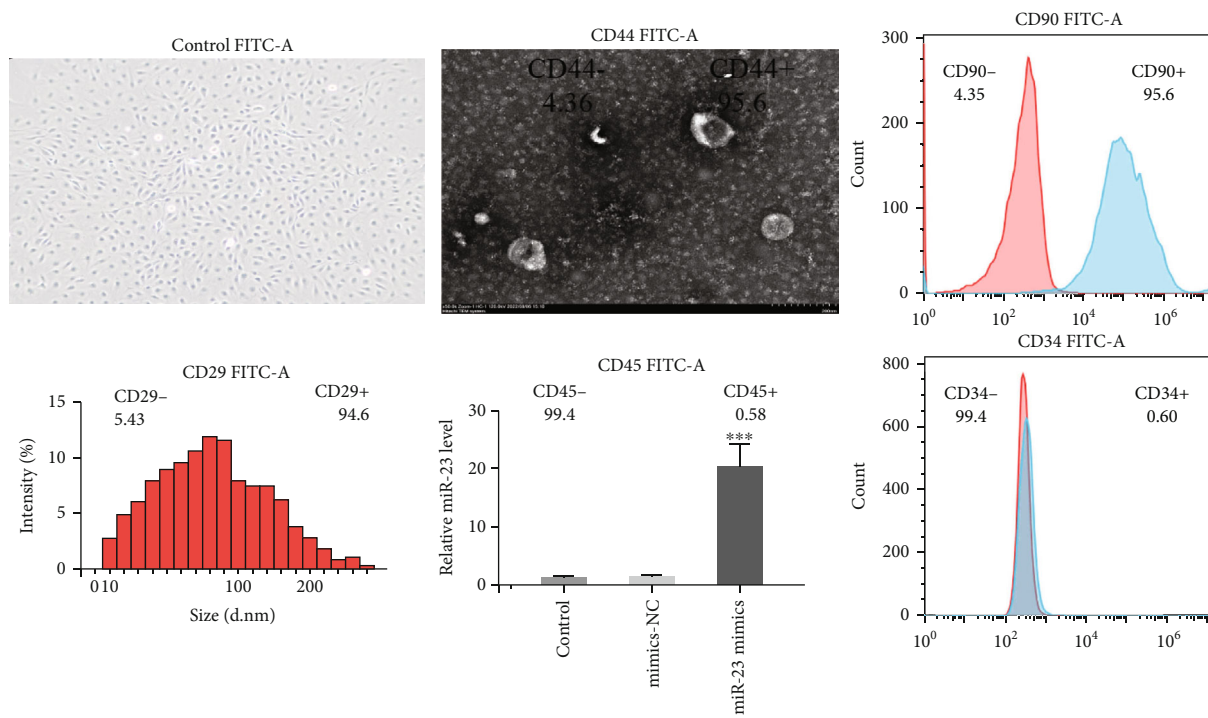 Control FITC-A
CD44 FITC-A
CD44-
4.36
CD44+
95.6
200nm
CD90 FITC-A
Count
300
200
100
0
CD90–
4.35
CD90+
95.6
10⁰ 10² 10⁴ 10⁶
CD29 FITC-A
CD29–
5.43
CD29+
94.6
Intensity (%)
15
10
5
0
010 100 200
Size (d.nm)
CD45 FITC-A
CD45–
99.4
CD45+
0.58
***
Relative miR-23 level
30
20
10
0
Control
mimics-NC
miR-23 mimics
CD34 FITC-A
Count
800
600
400
200
0
CD34–
99.4
CD34+
0.60
10⁰ 10² 10⁴ 10⁶